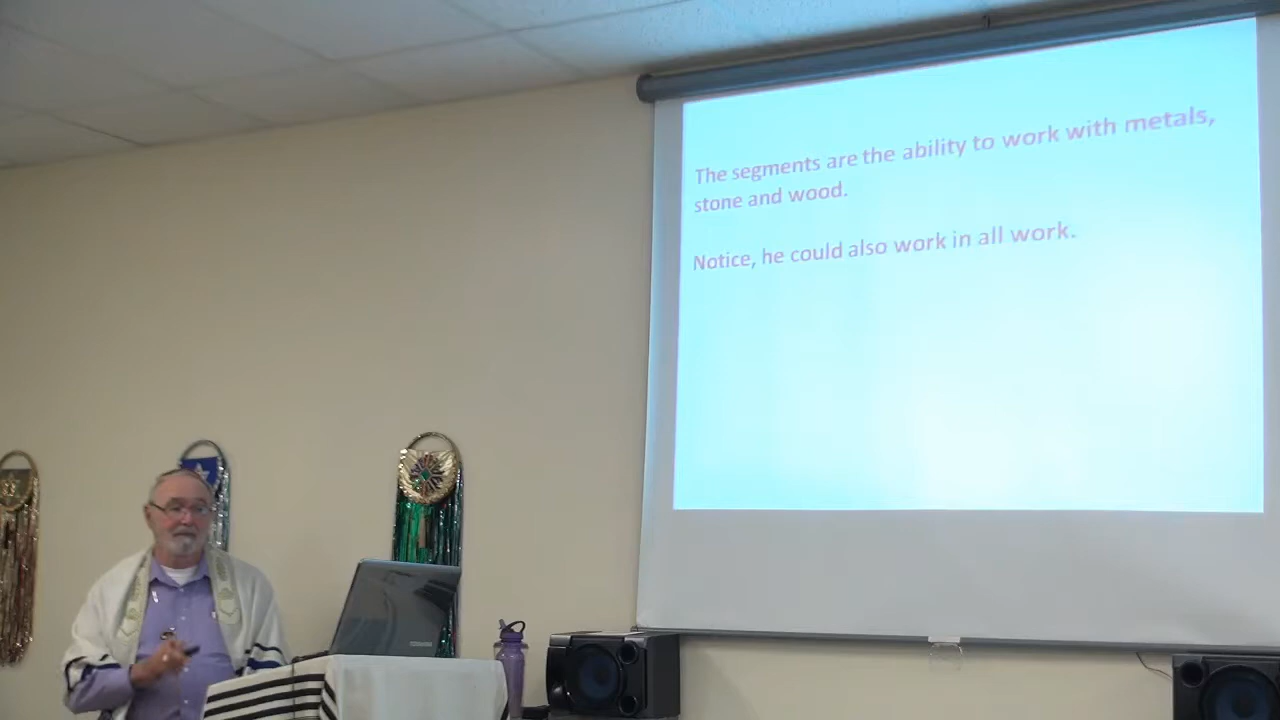 The segments are the ability to work with metals,
stone and wood.
Notice, he could also work in all work.